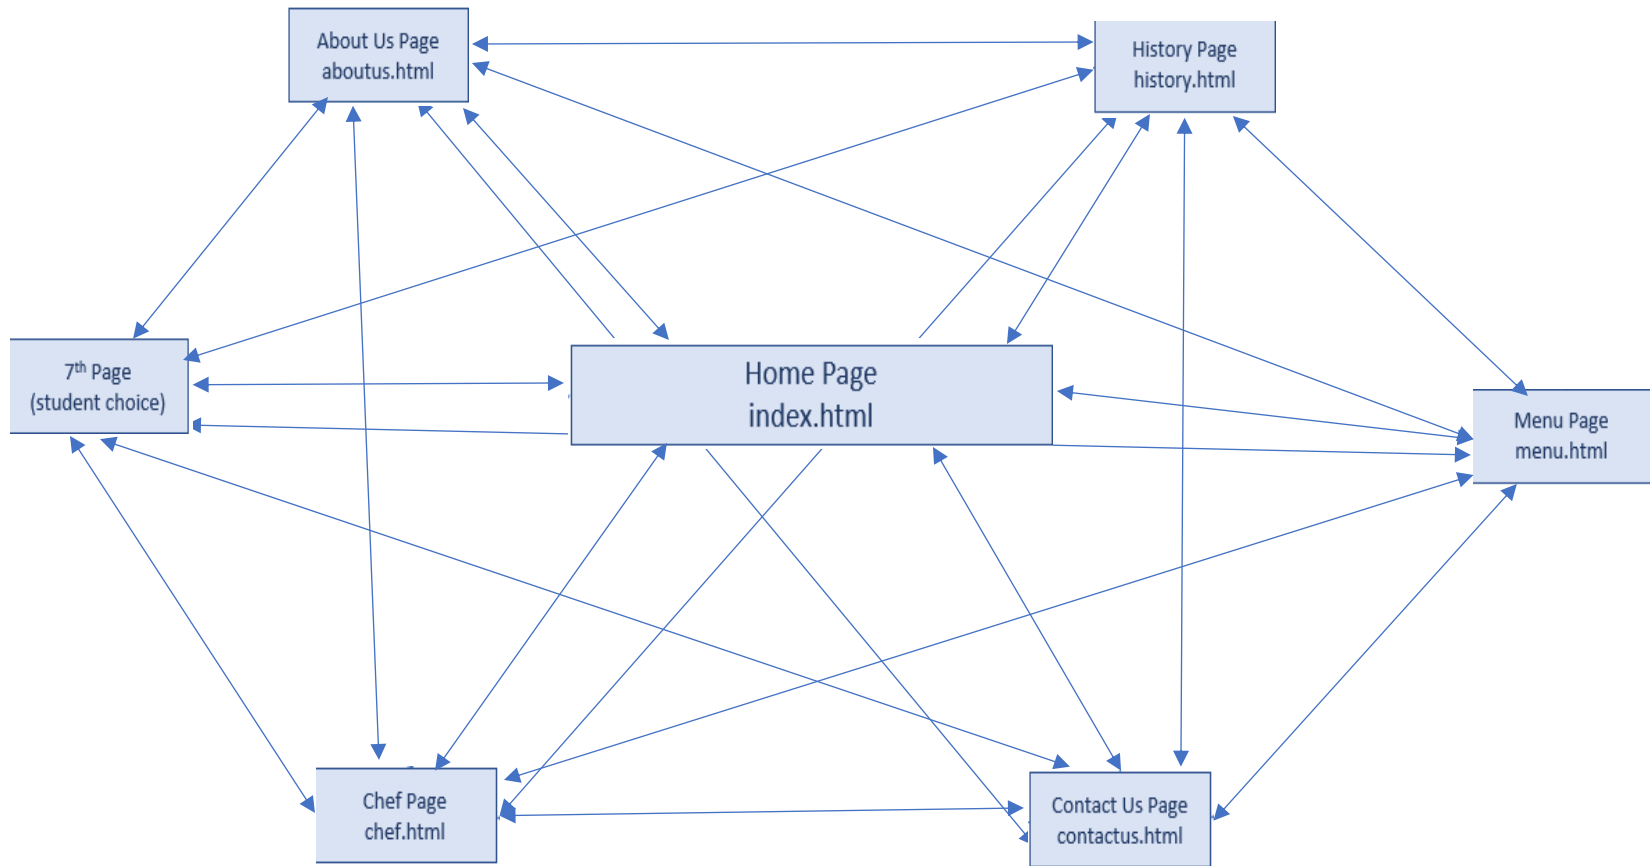 About Us Page
aboutus.html
History Page
history.html
7th Page
(student choice)
Home Page
index.html
Menu Page
menu.html
Chef Page
chef.html
Contact Us Page
contactus.html